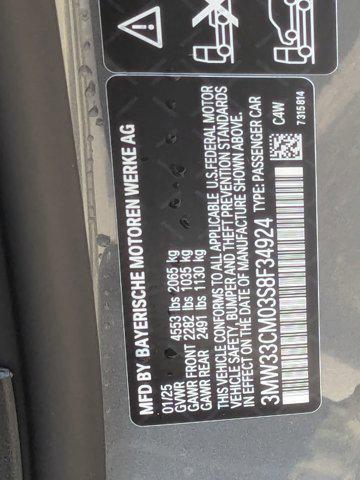 MFD BY BAYERISCHE MOTOREN WERKE AG
01/25
GVWR 4553 lbs 2065 kg
GAWR FRONT 2282 lbs 1035 kg
GAWR REAR 2491 lbs 1130 kg
THIS VEHICLE CONFORMS TO ALL APPLICABLE U.S.FEDERAL MOTOR
VEHICLE SAFETY, BUMPER AND THEFT PREVENTION STANDARDS
IN EFFECT ON THE DATE OF MANUFACTURE SHOWN ABOVE.
3MW33CM03S8F34924 TYPE: PASSENGER CAR
C4W
7315814